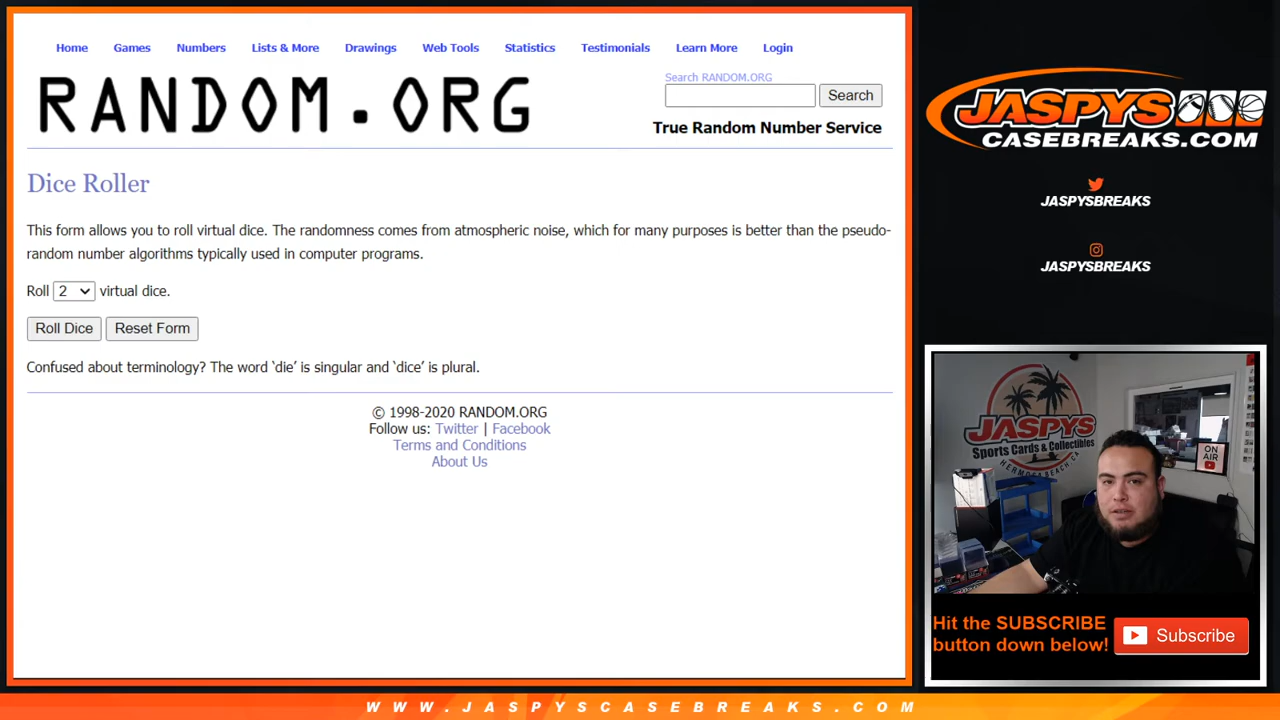 Home Games Numbers Lists & More Drawings Web Tools Statistics Testimonials Learn More Login
RANDOM.ORG
Search RANDOM.ORG
Search
True Random Number Service
Dice Roller
This form allows you to roll virtual dice. The randomness comes from atmospheric noise, which for many purposes is better than the pseudo-
random number algorithms typically used in computer programs.
Roll 2 virtual dice.
Roll Dice Reset Form
Confused about terminology? The word ‘die’ is singular and ‘dice’ is plural.
© 1998-2020 RANDOM.ORG
Follow us: Twitter | Facebook
Terms and Conditions
About Us
JASPYS
CASEBREAKS.COM
JASPYSBREAKS
JASPYSBREAKS
JASPYS
Sports Cards & Collectibles
HERMOSA BEACH, CA
ON
AIR
Hit the SUBSCRIBE
button down below!
Subscribe
WWW.JASPYSCASEBREAKS.COM